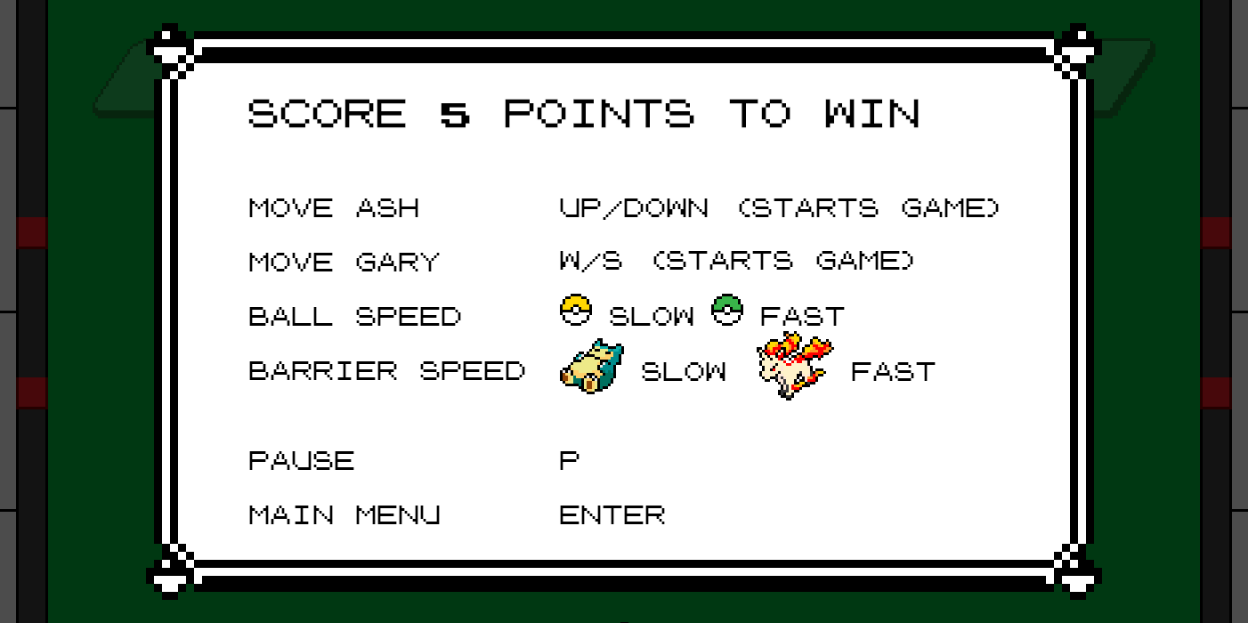 SCORE 5 POINTS TO WIN
MOVE ASH UP/DOWN (STARTS GAME)
MOVE GARY W/S (STARTS GAME)
BALL SPEED SLOW FAST
BARRIER SPEED SLOW FAST
PAUSE P
MAIN MENU ENTER